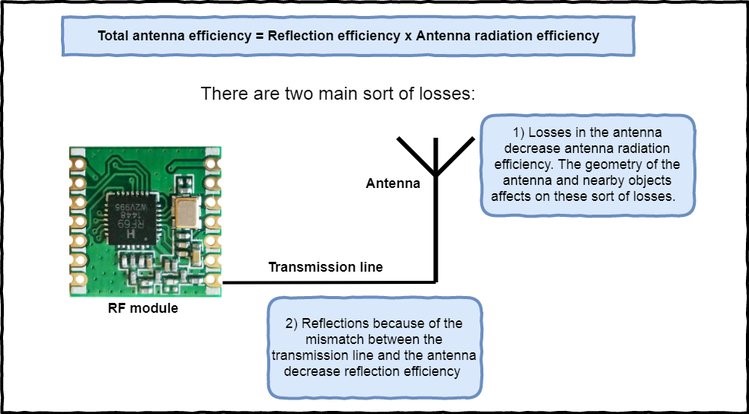 Total antenna efficiency = Reflection efficiency x Antenna radiation efficiency
There are two main sort of losses:
1) Losses in the antenna
decrease antenna radiation
efficiency. The geometry of the
antenna and nearby objects
affects on these sort of losses.
Antenna
H
RF69
1448
W2V995
Transmission line
RF module
2) Reflections because of the
mismatch between the
transmission line and the antenna
decrease reflection efficiency